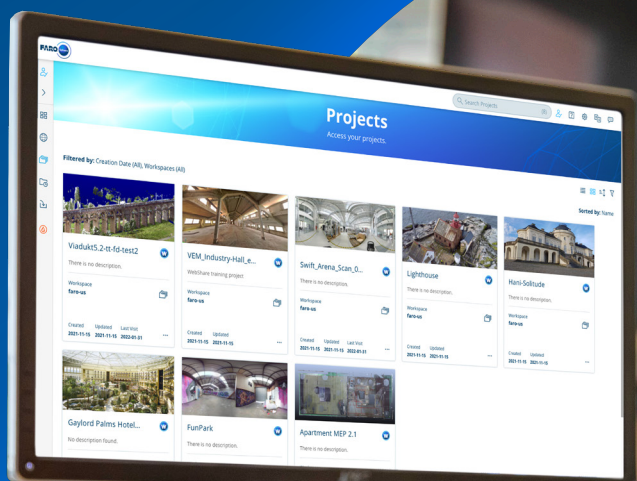 FARO
Search Projects
Projects
Access your projects.
Filtered by: Creation Date (All), Workspaces (All)
Sorted by: Name
Viadukt5.2-tt-fd-test2
W
There is no description.
Workspace
faro-us
Created Updated Last Visit
2021-11-15 2021-11-15 2022-01-31
VEM_Industry-Hall_e...
W
WebShare training project
Workspace
faro-us
Created Updated
2021-11-15 2021-11-15
Swift_Arena_Scan_0...
W
There is no description.
Workspace
faro-us
Created Updated Last Visit
2021-11-15 2021-11-15 2022-01-31
Lighthouse
W
There is no description.
Workspace
faro-us
Created Updated
2021-11-15 2021-11-15
Hani-Solitude
W
There is no description.
Workspace
faro-us
Created Updated
2021-11-15 2021-11-15
Gaylord Palms Hotel...
W
No description found.
FunPark
W
There is no description.
Apartment MEP 2.1
W
There is no description.